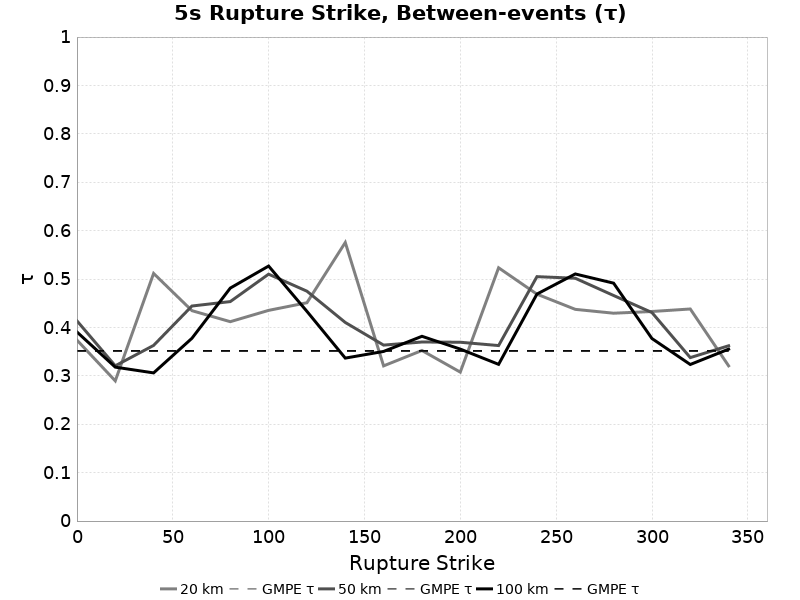 5s Rupture Strike, Between-events (τ)
1
0.9
0.8
0.7
0.6
0.5
0.4
0.3
0.2
0.1
0
τ
0 50 100 150 200 250 300 350
Rupture Strike
20 km GMPE τ 50 km GMPE τ 100 km GMPE τ